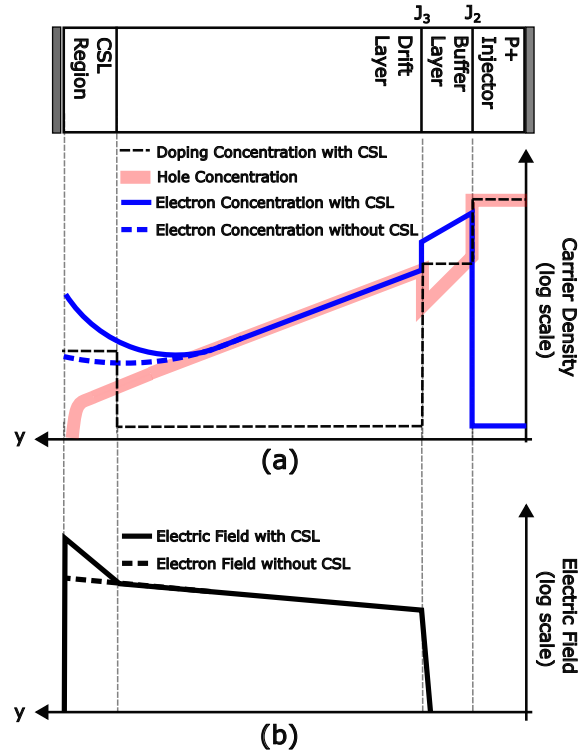 J3 J2
CSL
Region
Drift
Layer
Buffer
Layer
P+
Injector
Doping Concentration with CSL
Hole Concentration
Electron Concentration with CSL
Electron Concentration without CSL
Carrier Density
(log scale)
y
(a)
Electric Field with CSL
Electron Field without CSL
Electric Field
(log scale)
y
(b)